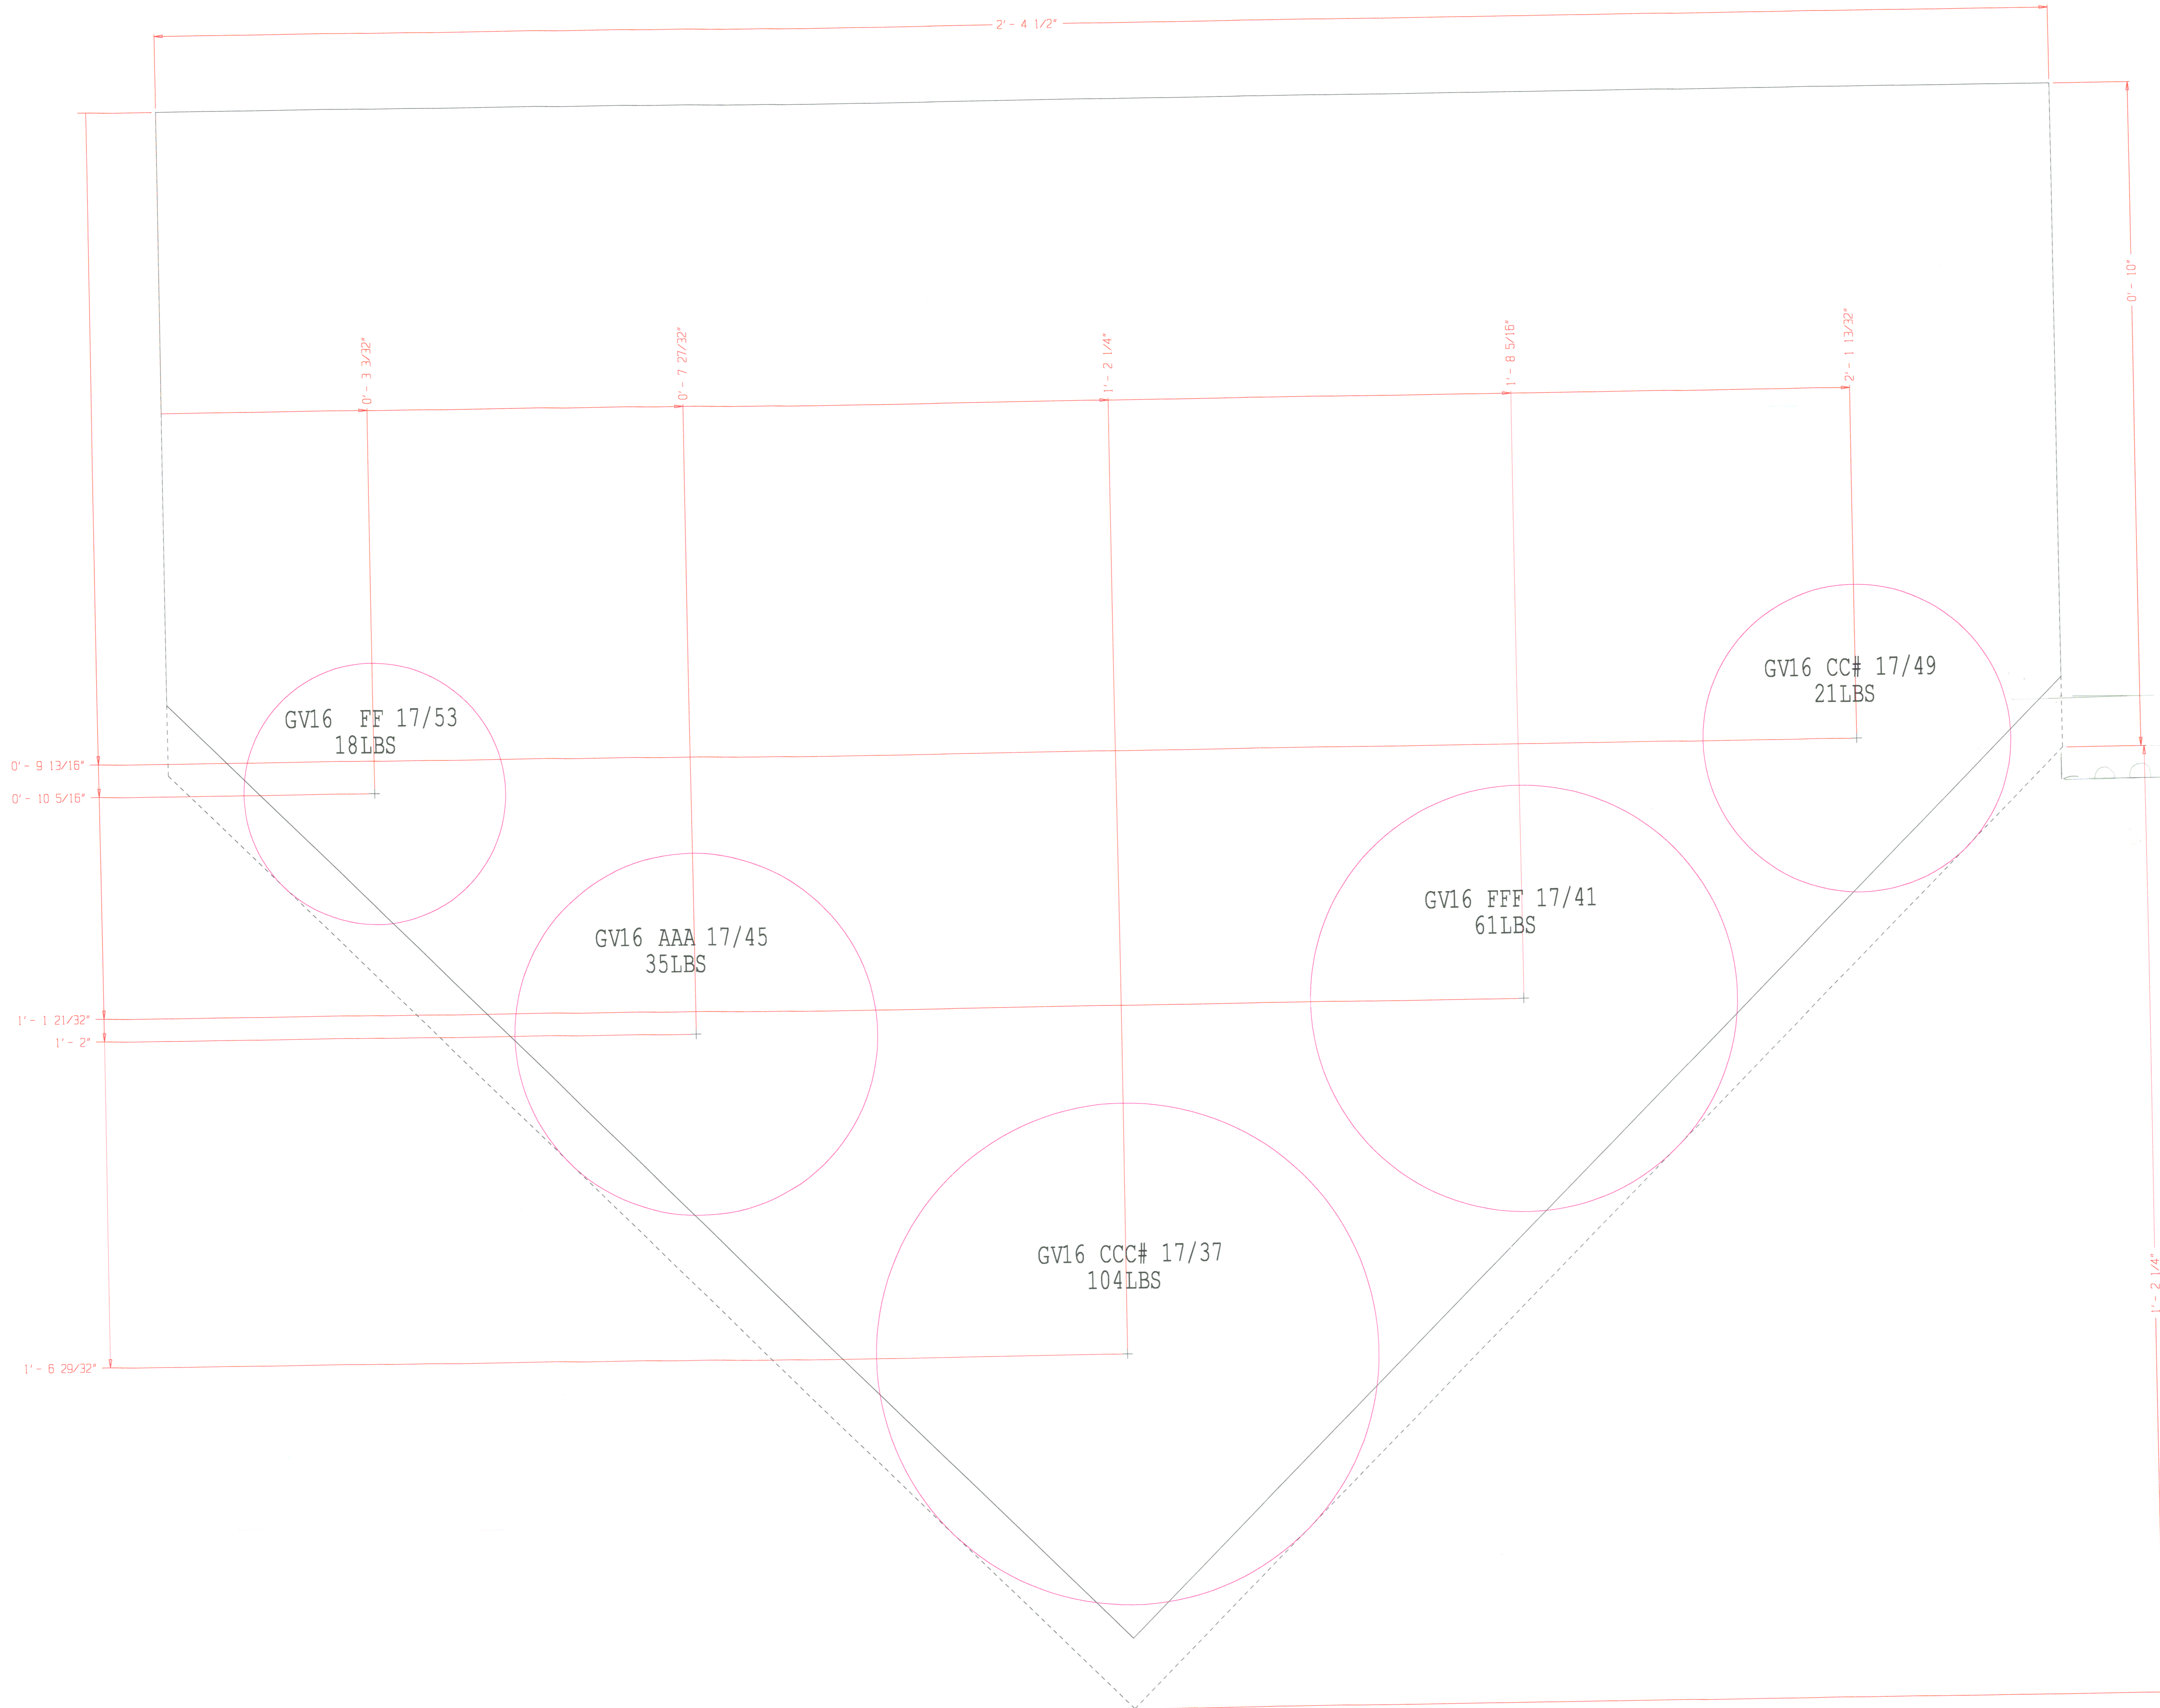 2'- 4 1/2"
0'- 10"
0'- 3 3/32"
0'- 7 27/32"
1'- 2 1/4"
1'- 8 5/16"
2'- 1 13/32"
GV16 CC# 17/49
21LBS
GV16 FF 17/53
18LBS
0'- 9 13/16"
0'- 10 5/16"
GV16 FFF 17/41
61LBS
GV16 AAA 17/45
35LBS
1'- 1 21/32"
1'- 2"
GV16 CCC# 17/37
104LBS
1'- 2 1/4"
1'- 6 29/32"